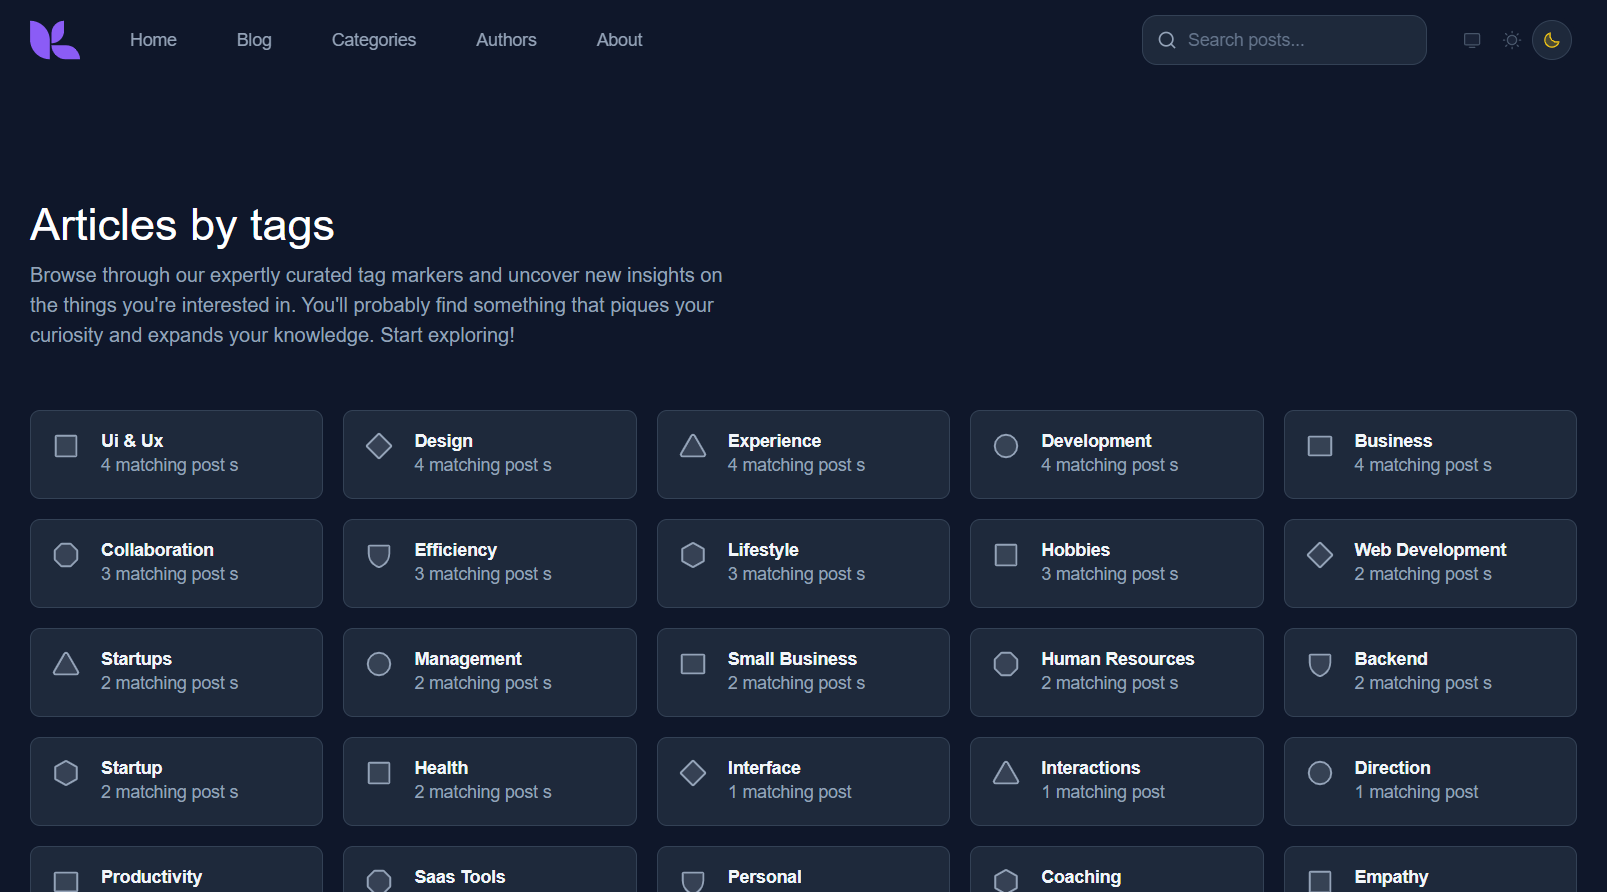 Home Blog Categories Authors About Search posts...
Articles by tags
Browse through our expertly curated tag markers and uncover new insights on
the things you're interested in. You'll probably find something that piques your
curiosity and expands your knowledge. Start exploring!
Ui & Ux
4 matching post s
Design
4 matching post s
Experience
4 matching post s
Development
4 matching post s
Business
4 matching post s
Collaboration
3 matching post s
Efficiency
3 matching post s
Lifestyle
3 matching post s
Hobbies
3 matching post s
Web Development
2 matching post s
Startups
2 matching post s
Management
2 matching post s
Small Business
2 matching post s
Human Resources
2 matching post s
Backend
2 matching post s
Startup
2 matching post s
Health
2 matching post s
Interface
1 matching post
Interactions
1 matching post
Direction
1 matching post
Productivity
Saas Tools
Personal
Coaching
Empathy